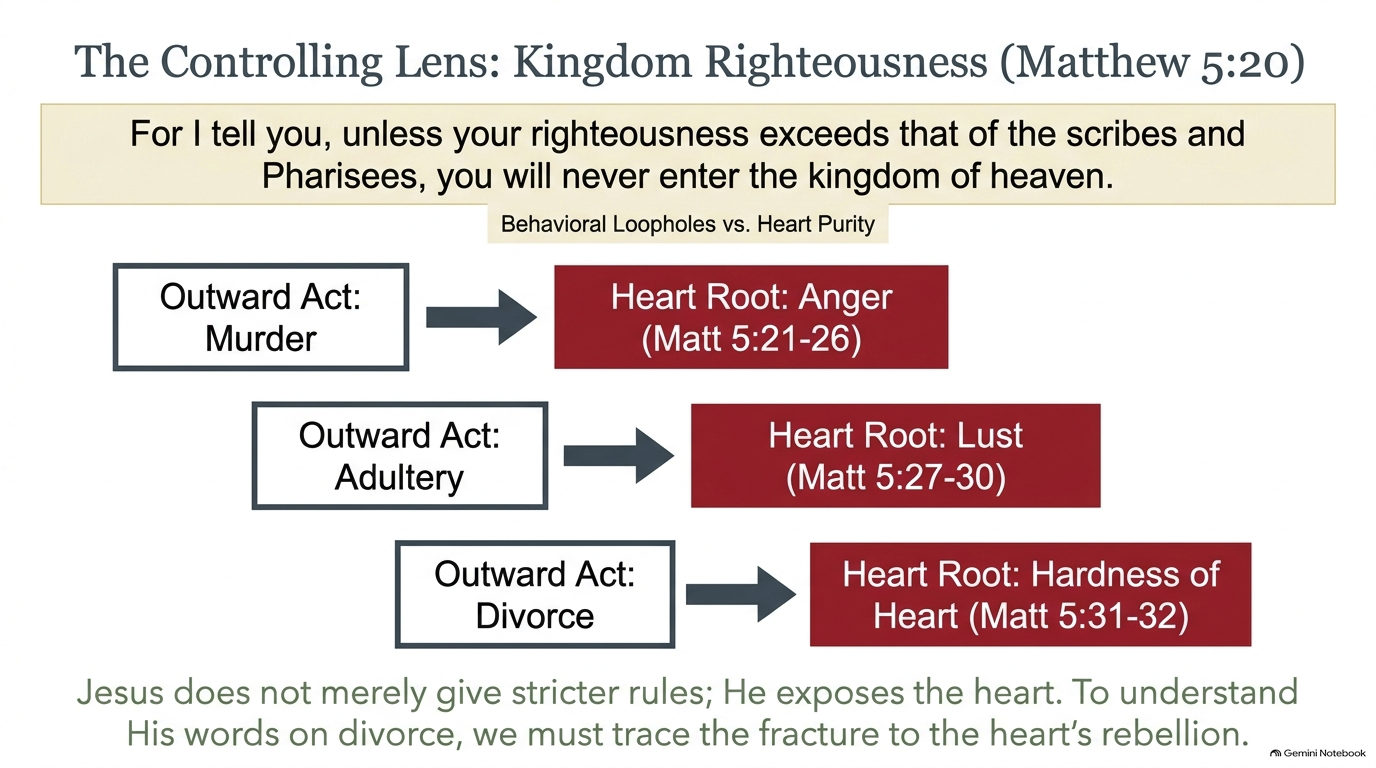 The Controlling Lens: Kingdom Righteousness (Matthew 5:20)
For I tell you, unless your righteousness exceeds that of the scribes and
Pharisees, you will never enter the kingdom of heaven.
Behavioral Loopholes vs. Heart Purity
Outward Act:
Murder
Heart Root: Anger
(Matt 5:21-26)
Outward Act:
Adultery
Heart Root: Lust
(Matt 5:27-30)
Outward Act:
Divorce
Heart Root: Hardness of
Heart (Matt 5:31-32)
Jesus does not merely give stricter rules; He exposes the heart. To understand
His words on divorce, we must trace the fracture to the heart’s rebellion.
Gemini Notebook